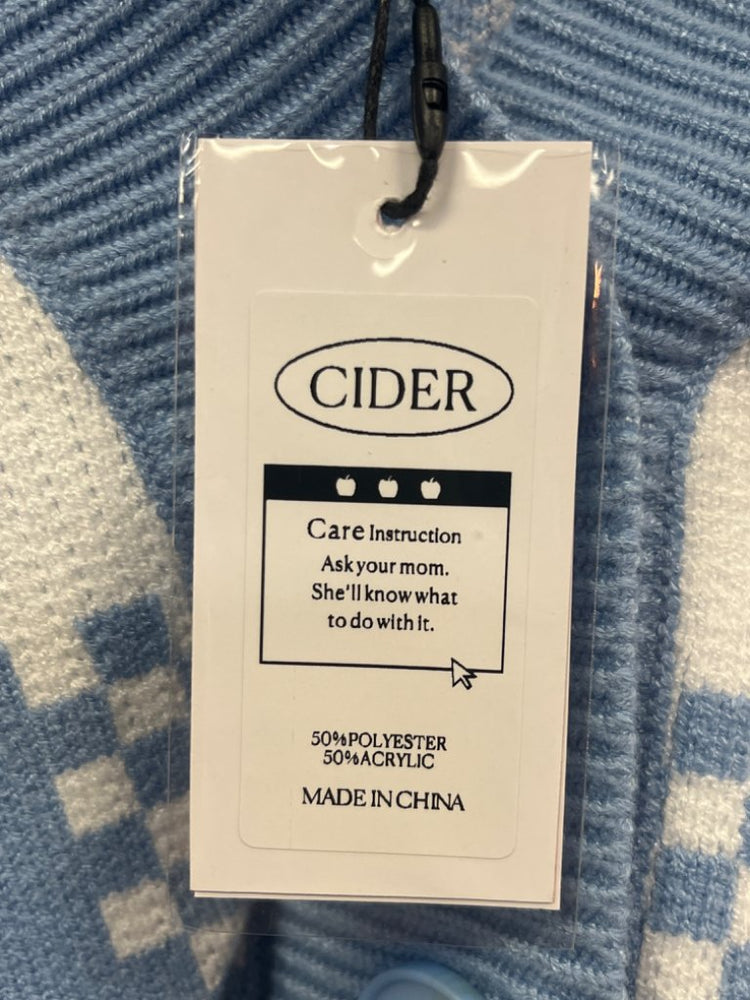 CIDER
Care Instruction
Ask your mom.
She'll know what
to do with it.
50%POLYESTER
50%ACRYLIC
MADE IN CHINA